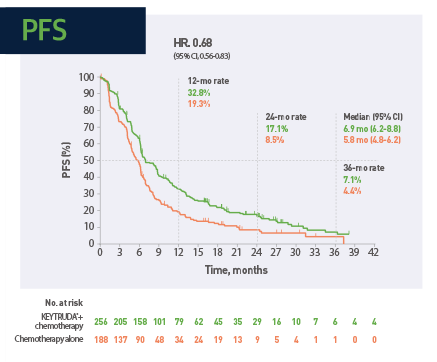 PFS
HR. 0.68
(95% CI, 0.56-0.83)
100
90
80
70
60
50
40
30
20
10
0
PFS (%)
12-mo rate
32.8%
19.3%
24-mo rate
17.1%
8.5%
Median (95% CI)
6.9 mo (6.2-8.8)
5.8 mo (4.8-6.2)
36-mo rate
7.1%
4.4%
0 3 6 9 12 15 18 21 24 27 30 33 36 39 42
Time, months
No. at risk
KEYTRUDA®+
chemotherapy 256 205 158 101 79 62 45 35 29 16 10 7 6 4 4
Chemotherapy alone 188 137 90 48 34 24 19 13 9 5 4 1 1 0 0